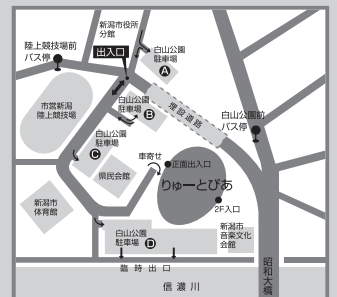 新潟市役所
分館
陸上競技場前
バス停
出入口
白山公園
駐車場
A
市営新潟
陸上競技場
白山公園
駐車場
B
埋設道路
白山公園前
バス停
白山公園
駐車場
C
車寄せ
正面出入口
県民会館
りゅーとぴあ
2F入口
新潟市
体育館
白山公園
駐車場
D
新潟市
音楽文化
会館
臨時出口
信濃川
昭和大橋